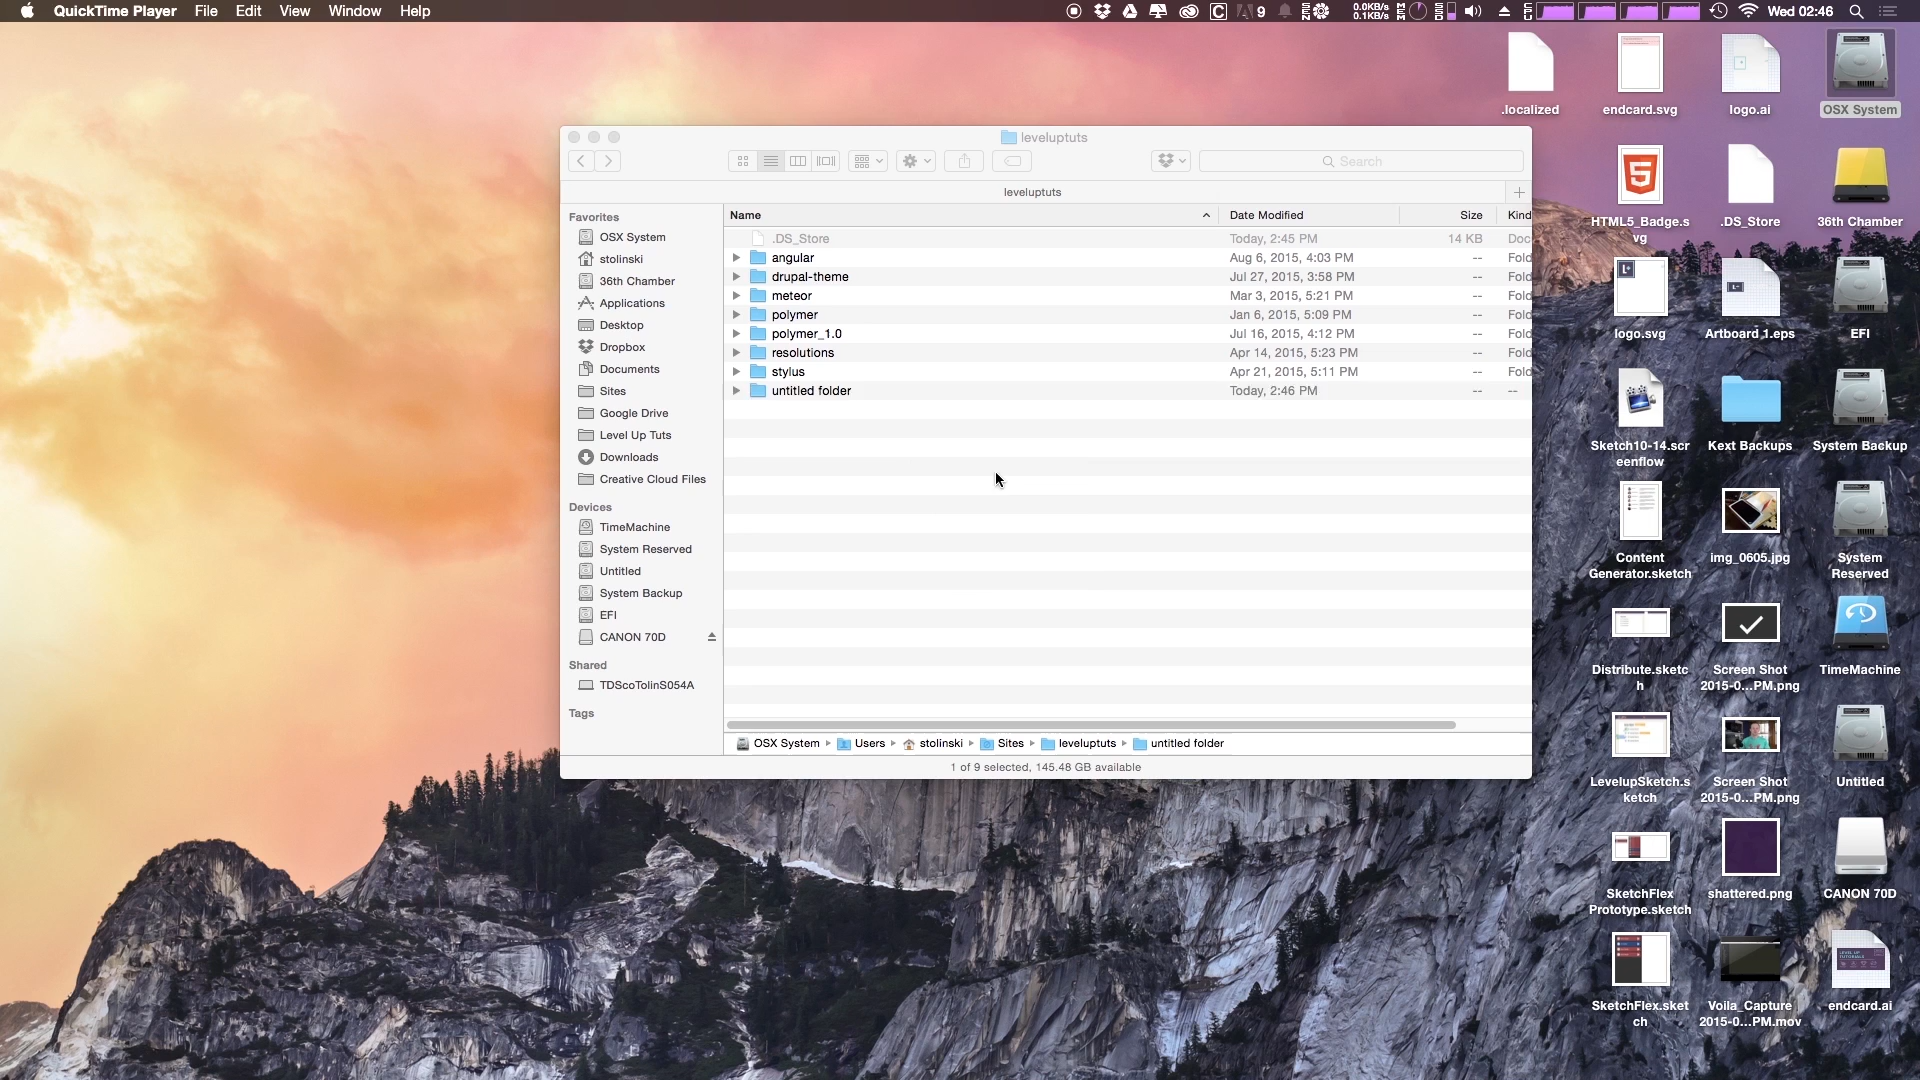 QuickTime Player File Edit View Window Help
9 0.0KB/s 0.1KB/s Wed 02:46
leveluptuts
Search
leveluptuts
Favorites
OSX System
stolinski
36th Chamber
Applications
Desktop
Dropbox
Documents
Sites
Google Drive
Level Up Tuts
Downloads
Creative Cloud Files
Devices
TimeMachine
System Reserved
Untitled
System Backup
EFI
CANON 70D
Shared
TDScoTolinS054A
Tags
Name Date Modified Size Kind
.DS_Store Today, 2:45 PM 14 KB Doc
angular Aug 6, 2015, 4:03 PM -- Fold
drupal-theme Jul 27, 2015, 3:58 PM -- Fold
meteor Mar 3, 2015, 5:21 PM -- Fold
polymer Jan 6, 2015, 5:09 PM -- Fold
polymer_1.0 Jul 16, 2015, 4:12 PM -- Fold
resolutions Apr 14, 2015, 5:23 PM -- Fold
stylus Apr 21, 2015, 5:11 PM -- Fold
untitled folder Today, 2:46 PM -- --
OSX System Users stolinski Sites leveluptuts untitled folder
1 of 9 selected, 145.48 GB available
.localized endcard.svg logo.ai OSX System
HTML5_Badge.s
vg
.DS_Store 36th Chamber
logo.svg Artboard 1.eps EFI
Sketch10-14.scr
eenflow
Kext Backups System Backup
Content
Generator.sketch
img_0605.jpg
System
Reserved
Distribute.sketc
h
Screen Shot
2015-0...PM.png
TimeMachine
LevelupSketch.s
ketch
Screen Shot
2015-0...PM.png
Untitled
SketchFlex
Prototype.sketch
shattered.png CANON 70D
SketchFlex.sket
ch
Voila_Capture
2015-0...PM.mov
endcard.ai